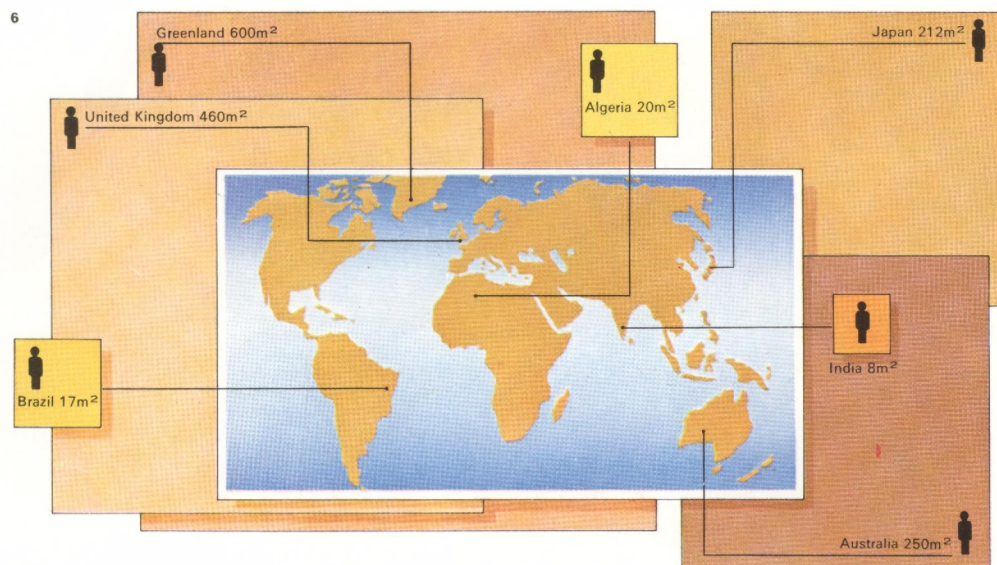 6
Greenland 600m²
Japan 212m²
Algeria 20m²
United Kingdom 460m²
India 8m²
Brazil 17m²
Australia 250m²